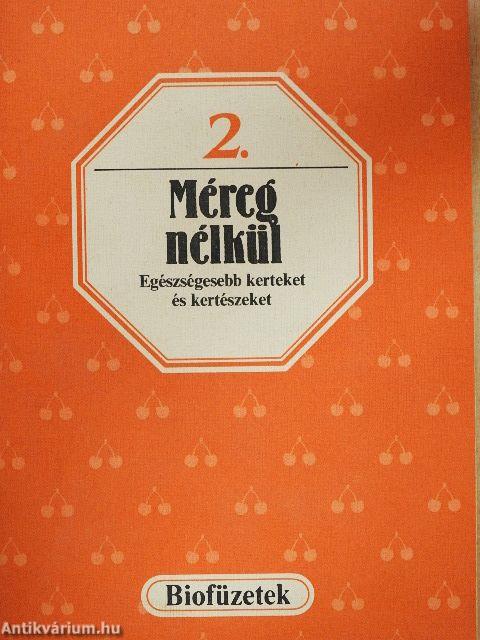 2.
Méreg
nélkül
Egészségesebb kerteket
és kertészeket
Biofüzetek
Antikvárium.hu